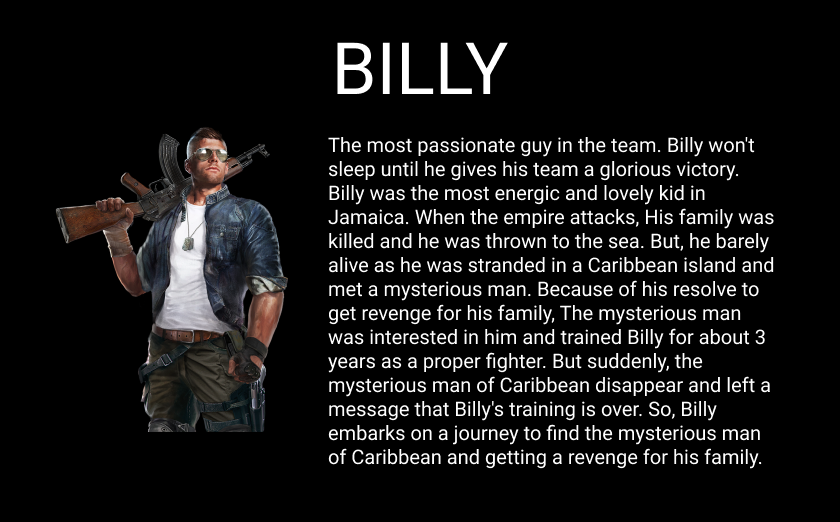 BILLY
The most passionate guy in the team. Billy won't
sleep until he gives his team a glorious victory.
Billy was the most energic and lovely kid in
Jamaica. When the empire attacks, His family was
killed and he was thrown to the sea. But, he barely
alive as he was stranded in a Caribbean island and
met a mysterious man. Because of his resolve to
get revenge for his family, The mysterious man
was interested in him and trained Billy for about 3
years as a proper fighter. But suddenly, the
mysterious man of Caribbean disappear and left a
message that Billy's training is over. So, Billy
embarks on a journey to find the mysterious man
of Caribbean and getting a revenge for his family.